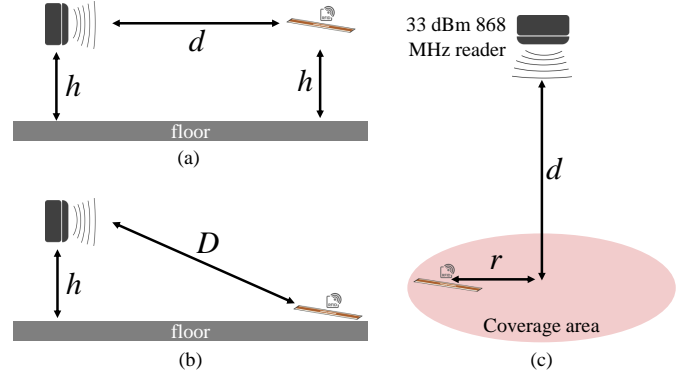 d
h
h
floor
(a)
D
h
floor
(b)
33 dBm 868
MHz reader
d
r
Coverage area
(c)